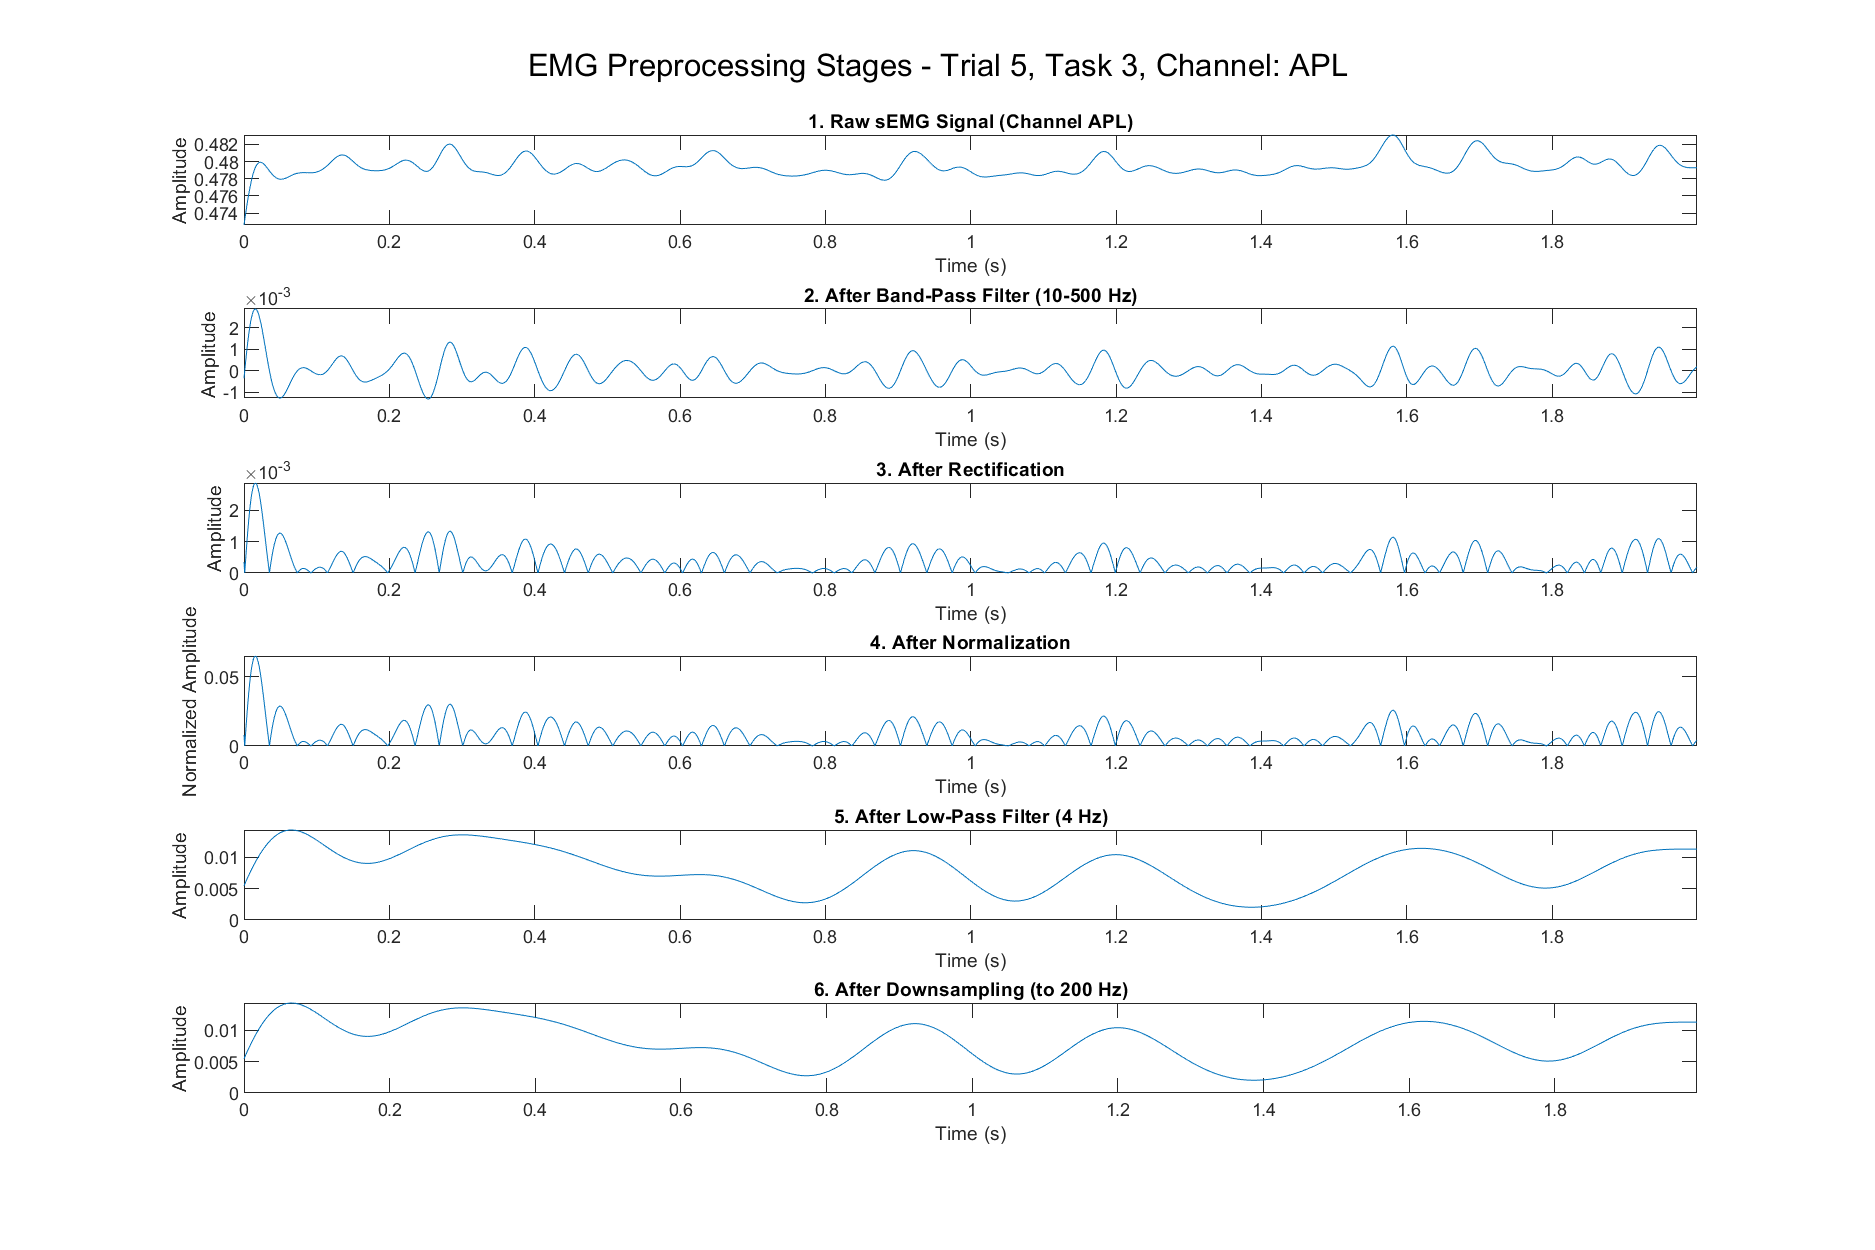 EMG Preprocessing Stages - Trial 5, Task 3, Channel: APL
1. Raw sEMG Signal (Channel APL)
Amplitude
0.482
0.48
0.478
0.476
0.474
0 0.2 0.4 0.6 0.8 1 1.2 1.4 1.6 1.8
Time (s)
2. After Band-Pass Filter (10-500 Hz)
×10-3
Amplitude
2
1
0
-1
0 0.2 0.4 0.6 0.8 1 1.2 1.4 1.6 1.8
Time (s)
3. After Rectification
×10-3
Amplitude
2
1
0
0 0.2 0.4 0.6 0.8 1 1.2 1.4 1.6 1.8
Time (s)
4. After Normalization
Normalized Amplitude
0.05
0
0 0.2 0.4 0.6 0.8 1 1.2 1.4 1.6 1.8
Time (s)
5. After Low-Pass Filter (4 Hz)
Amplitude
0.01
0.005
0
0 0.2 0.4 0.6 0.8 1 1.2 1.4 1.6 1.8
Time (s)
6. After Downsampling (to 200 Hz)
Amplitude
0.01
0.005
0
0 0.2 0.4 0.6 0.8 1 1.2 1.4 1.6 1.8
Time (s)